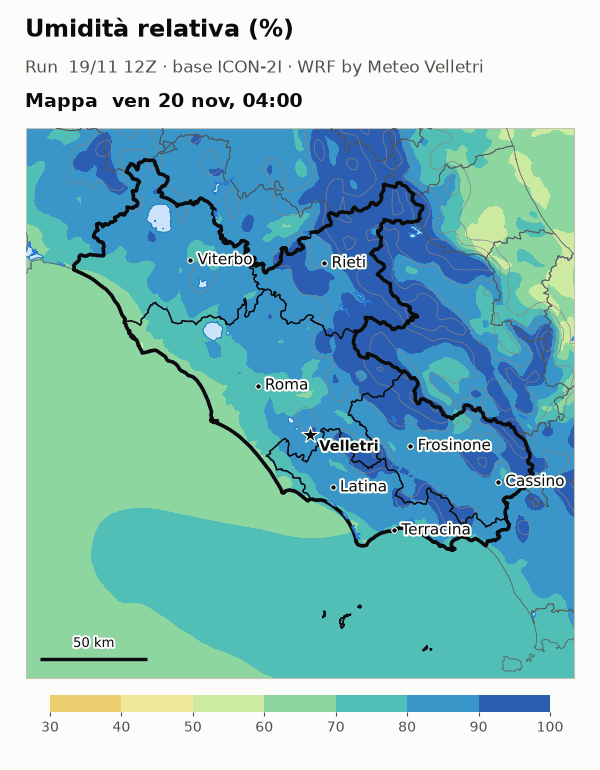 Umidità relativa (%)
Run  19/11 12Z · base ICON-2I · WRF by Meteo Velletri
Mappa  ven 20 nov, 04:00
Viterbo
Rieti
Roma
Velletri
Frosinone
Cassino
Latina
Terracina
50 km
30 40 50 60 70 80 90 100